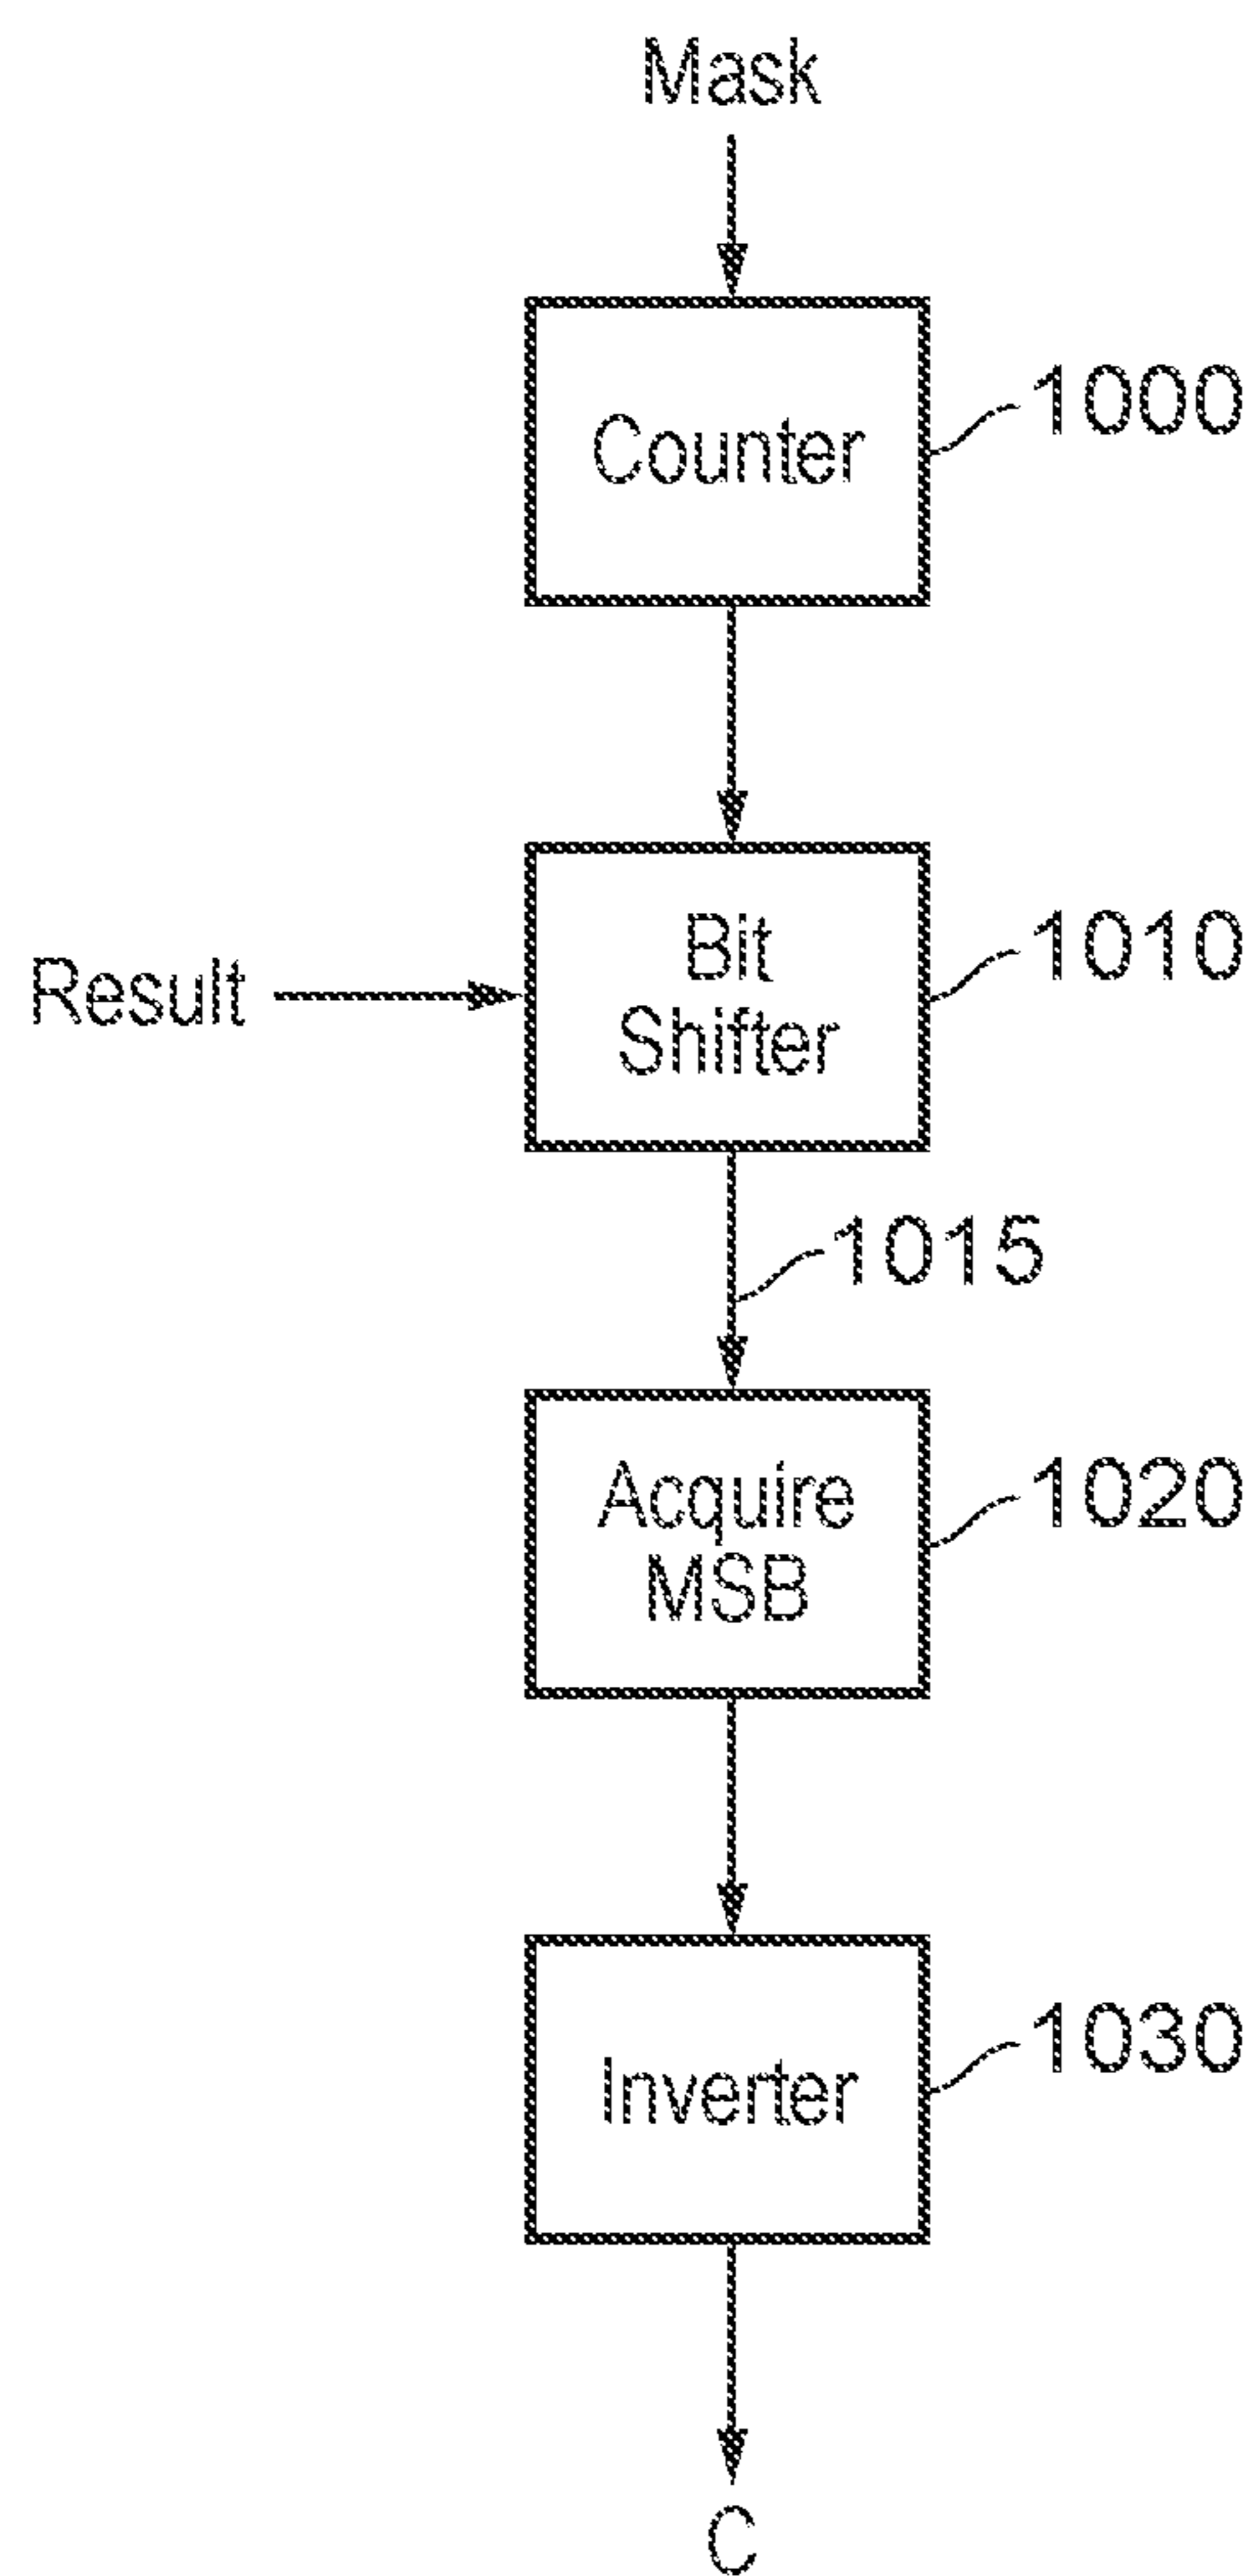 Mask
Counter
1000
Bit
Shifter
1010
Result
1015
Acquire
MSB
1020
Inverter
1030
C